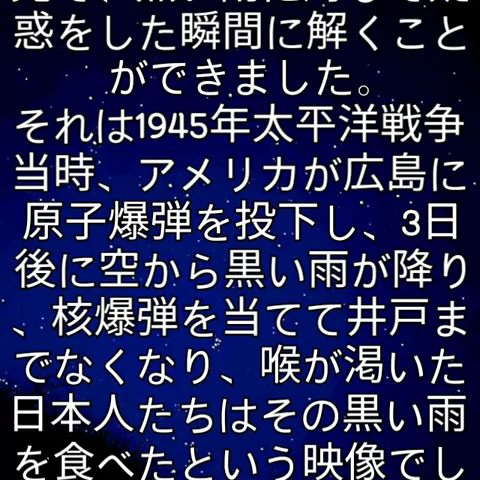 惑をした瞬間に解くこと
ができました。
それは1945年太平洋戦争
当時、アメリカが広島に
原子爆弾を投下し、3日
後に空から黒い雨が降り
、核爆弾を当てて井戸ま
でなくなり、喉が渇いた
日本人たちはその黒い雨
を食べたという映像でし